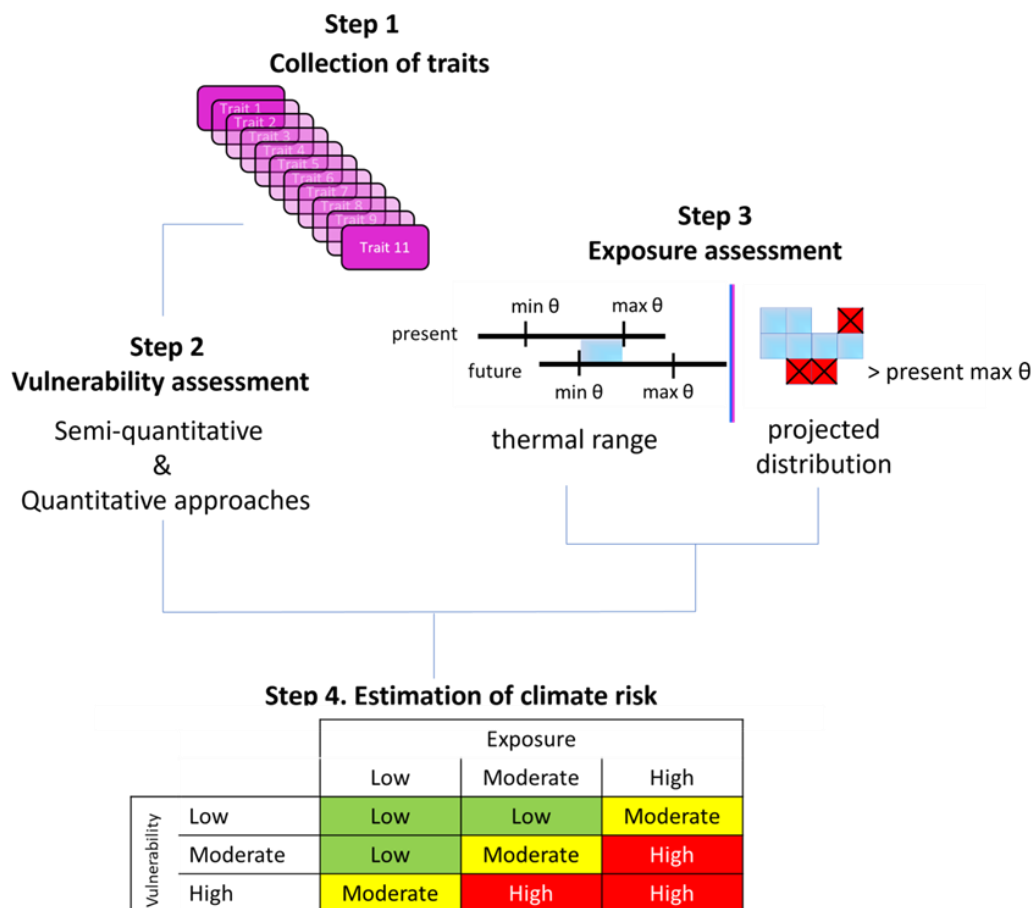 Step 1
Collection of traits
Trait 1
Trait 2
Trait 3
Trait 4
Trait 5
Trait 6
Trait 7
Trait 8
Trait 9
Trait 11
Step 2
Vulnerability assessment
Semi-quantitative
&
Quantitative approaches
Step 3
Exposure assessment
min θ max θ
present
future
min θ max θ
thermal range
> present max θ
projected
distribution
Step 4. Estimation of climate risk
Exposure
Low Moderate High
Vulnerability
Low Low Low Moderate
Moderate Low Moderate High
High Moderate High High